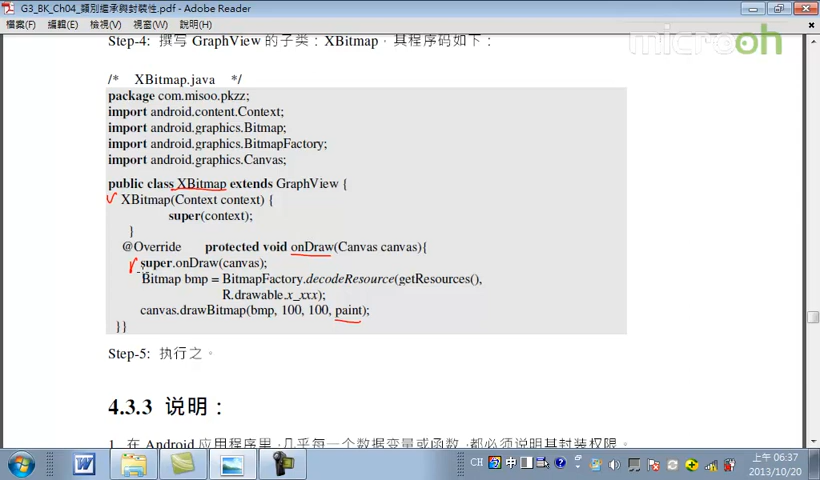 G3_BK_Ch04_類別繼承與封裝性.pdf - Adobe Reader
檔案(F) 編輯(E) 檢視(V) 視窗(W) 說明(H)
microoh
Step-4: 撰写 GraphView 的子类：XBitmap，其程序码如下：
/* XBitmap.java */
package com.misoo.pkzz;
import android.content.Context;
import android.graphics.Bitmap;
import android.graphics.BitmapFactory;
import android.graphics.Canvas;
public class XBitmap extends GraphView {
XBitmap(Context context) {
super(context);
}
@Override protected void onDraw(Canvas canvas){
super.onDraw(canvas);
Bitmap bmp = BitmapFactory.decodeResource(getResources(),
R.drawable.x_xxx);
canvas.drawBitmap(bmp, 100, 100, paint);
}}
Step-5: 执行之。
4.3.3 说明：
1. 在 Android 应用程序里，几乎每一个数据变量或函数，都必须说明其封装权限。
CH 中
上午 06:37
2013/10/20